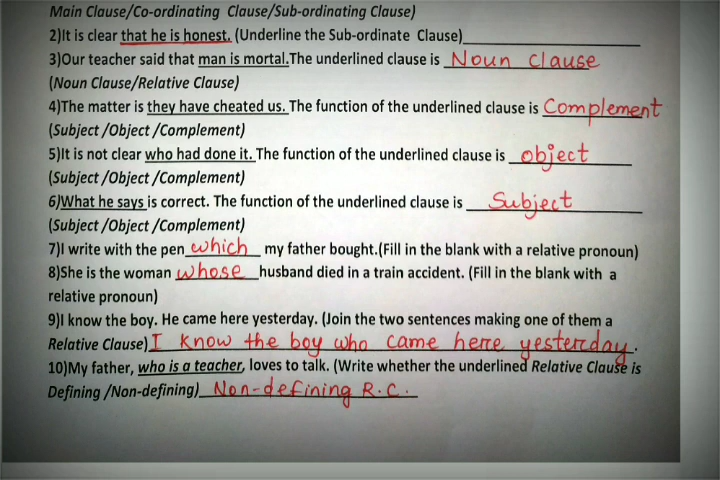 Main Clause/Co-ordinating Clause/Sub-ordinating Clause)
2)It is clear that he is honest. (Underline the Sub-ordinate Clause)
3)Our teacher said that man is mortal.The underlined clause is Noun clause
(Noun Clause/Relative Clause)
4)The matter is they have cheated us. The function of the underlined clause is Complement
(Subject /Object /Complement)
5)It is not clear who had done it. The function of the underlined clause is object
(Subject /Object /Complement)
6)What he says is correct. The function of the underlined clause is Subject
(Subject /Object /Complement)
7)I write with the pen which my father bought.(Fill in the blank with a relative pronoun)
8)She is the woman whose husband died in a train accident. (Fill in the blank with a
relative pronoun)
9)I know the boy. He came here yesterday. (Join the two sentences making one of them a
Relative Clause) I know the boy who came here yesterday.
10)My father, who is a teacher, loves to talk. (Write whether the underlined Relative Clause is
Defining /Non-defining) Non-defining R.C.